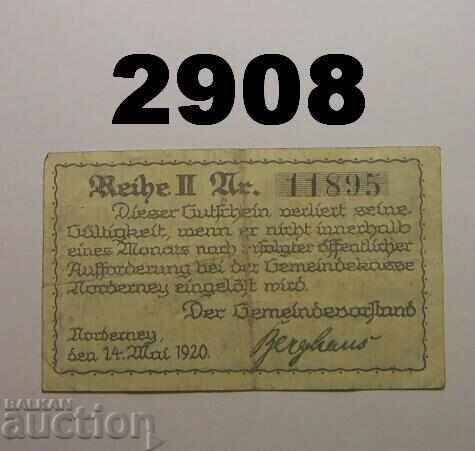 2908
Reihe II Nr. 11895
Dieser Gutschein verliert seine
Gültigkeit, wenn er nicht innerhalb
eines Monats nach erfolgter öffentlicher
Aufforderung bei der Gemeindekasse
Norderney eingelöst wird.
Der Gemeindevorstand
Norderney,
den 14. Mai 1920.
Berghaus
BALKAN
auction